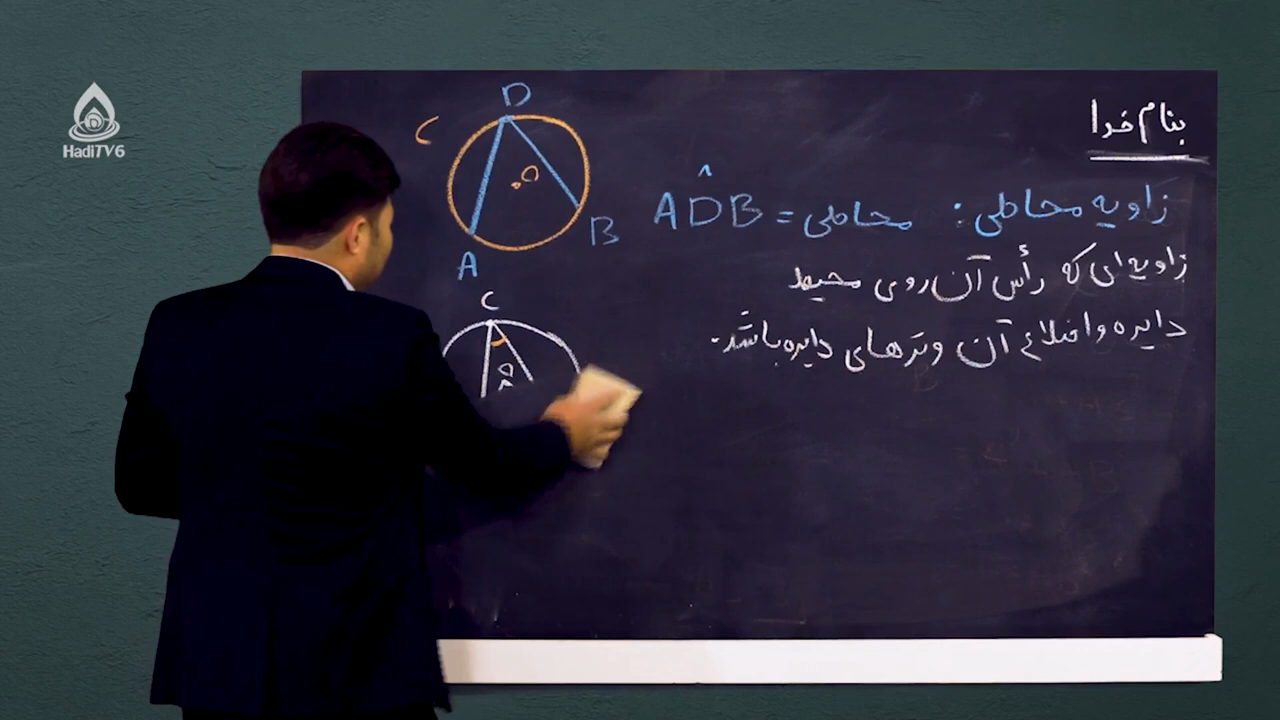 HadiTV6
بنام خدا
زاویه محاطی: محاطی = ADB̂
زاویه‌ای که رأس آن روی محیط
دایره و اضلاع آن وترهای دایره باشد.
D
C
O
B
A
C
O